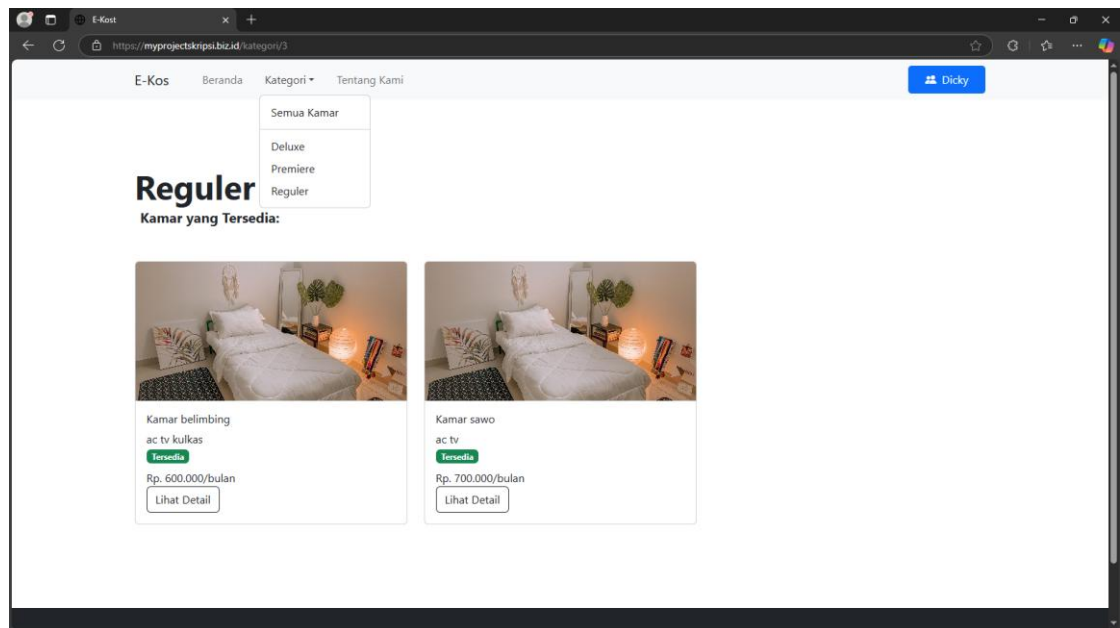 E-Kost
https://myprojectskripsi.biz.id/kategori/3
E-Kos Beranda Kategori Tentang Kami Dicky
Semua Kamar
Deluxe
Premiere
Reguler
Reguler
Kamar yang Tersedia:
Kamar belimbing
ac tv kulkas
Tersedia
Rp. 600.000/bulan
Lihat Detail
Kamar sawo
ac tv
Tersedia
Rp. 700.000/bulan
Lihat Detail